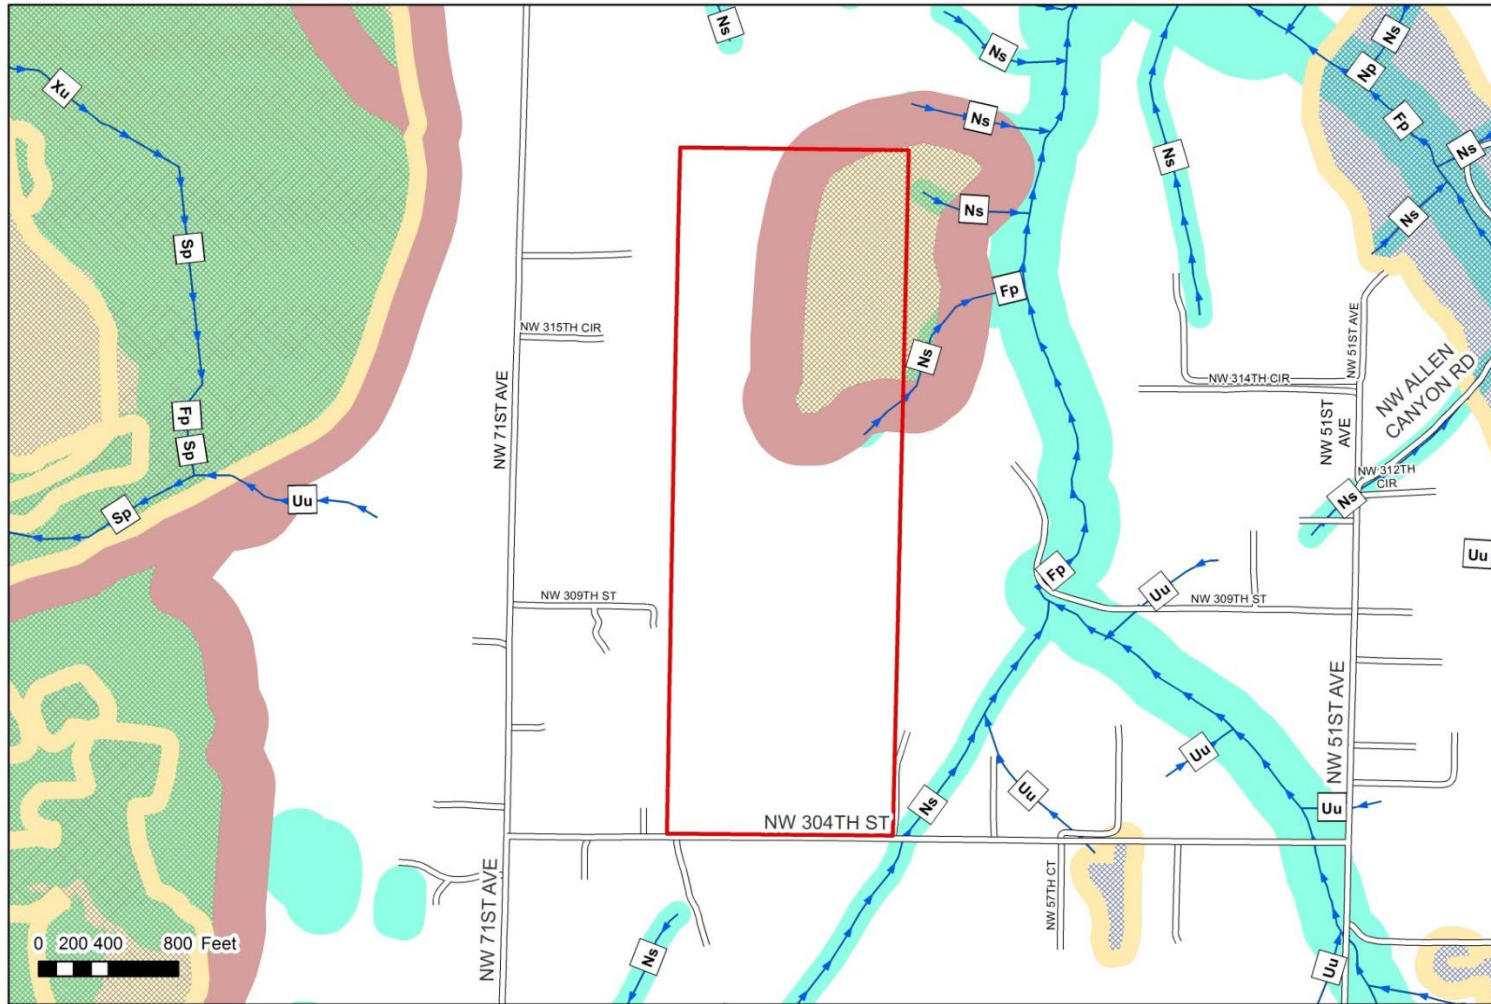 Ns
Ns
Ns
Np
Xu
Fp
Ns
Ns
Ns
Ns
Ns
Sp
Fp
NW 315TH CIR
NW 51ST AVE
Ns
NW 314TH CIR
NW ALLEN
CANYON RD
NW 71ST AVE
Fp
Sp
NW 51ST
AVE
NW 312TH
CIR
Uu
Sp
Ns
Uu
Fp
NW 309TH ST
Uu
NW 309TH ST
NW 51ST AVE
Uu
Uu
Ns
Uu
NW 304TH ST
NW 71ST AVE
NW 57TH CT
0 200 400 800 Feet
Ns
Uu